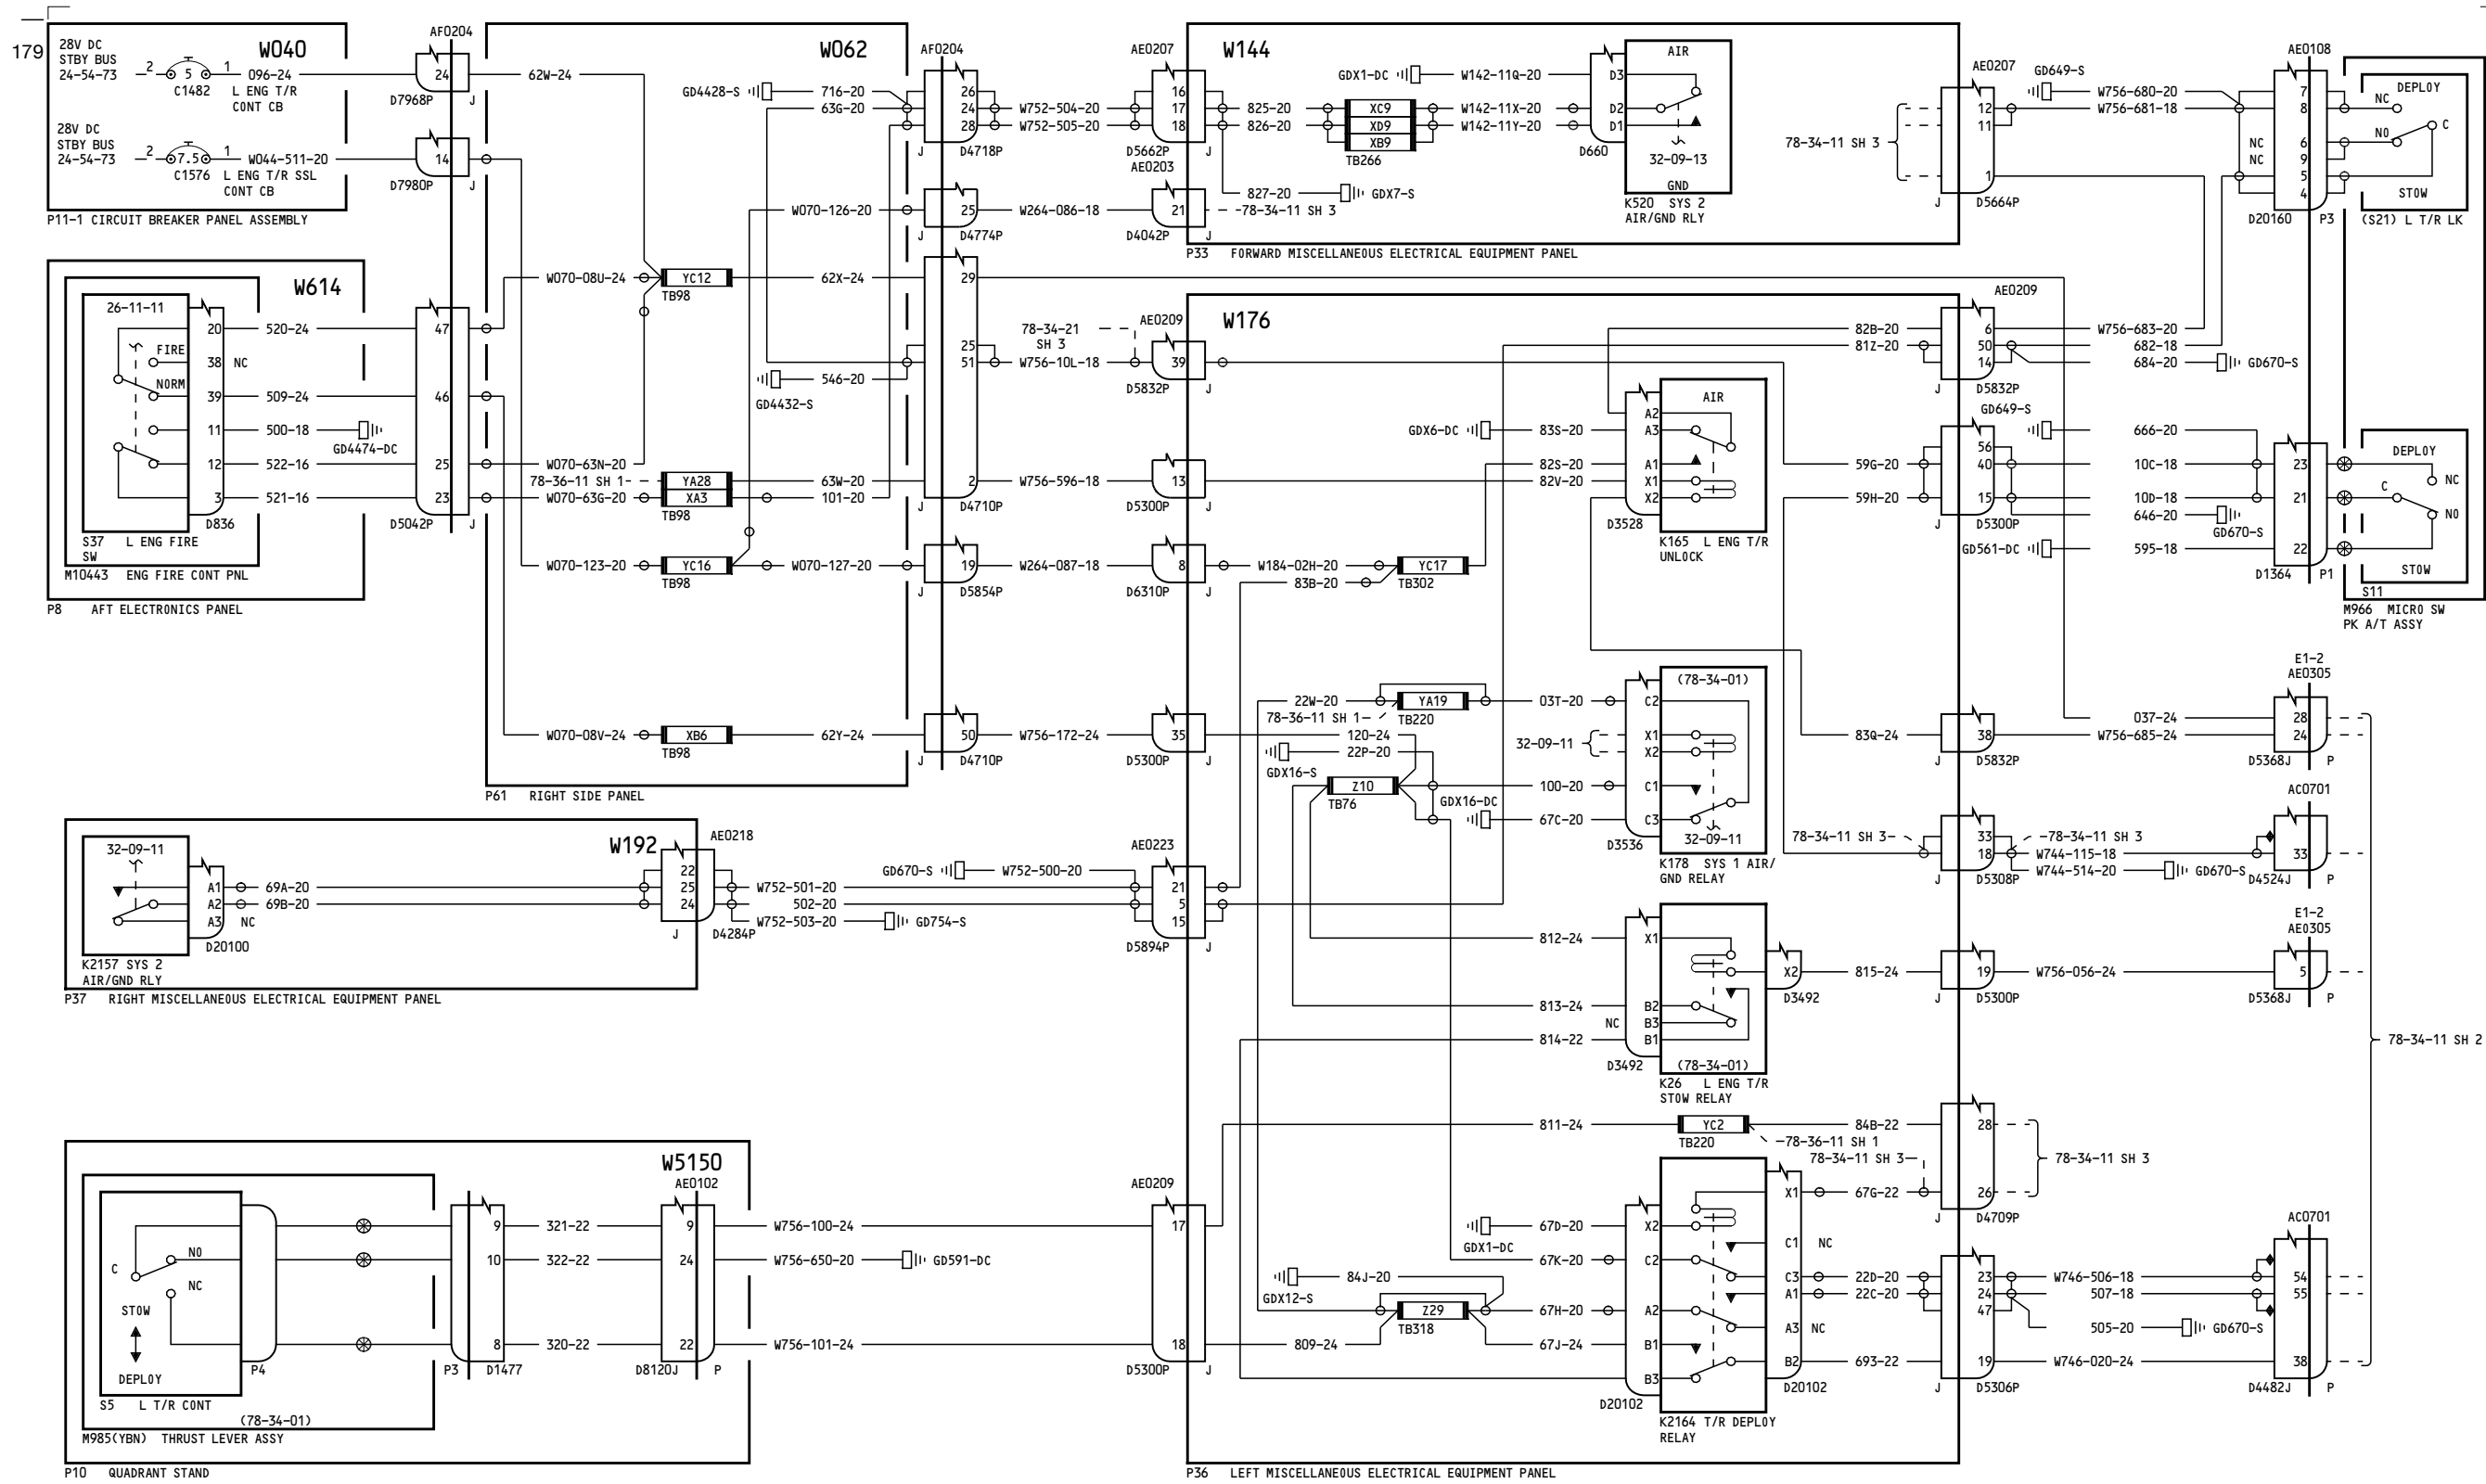 179
28V DC
STBY BUS
24-54-73
2
5
1
096-24
C1482
L ENG T/R
CONT CB
W040
28V DC
STBY BUS
24-54-73
2
7.5
1
W044-511-20
C1576
L ENG T/R SSL
CONT CB
P11-1 CIRCUIT BREAKER PANEL ASSEMBLY
AF0204
24
D7968P
J
14
D7980P
J
W614
26-11-11
FIRE
NORM
20
38
NC
39
11
12
3
D836
520-24
509-24
500-18
GD4474-DC
522-16
521-16
S37 L ENG FIRE
SW
M10443 ENG FIRE CONT PNL
P8 AFT ELECTRONICS PANEL
47
46
25
23
D5042P
J
W062
62W-24
GD4428-S
716-20
63G-20
W070-126-20
W070-08U-24
YC12
TB98
62X-24
546-20
GD4432-S
W070-63N-20
78-36-11 SH 1
W070-63G-20
YA28
XA3
TB98
63W-20
101-20
W070-123-20
YC16
TB98
W070-127-20
W070-08V-24
XB6
TB98
62Y-24
P61 RIGHT SIDE PANEL
AF0204
26
24
28
J
D4718P
25
J
D4774P
29
25
51
2
J
D4710P
19
J
D5854P
50
J
D4710P
W752-504-20
W752-505-20
W264-086-18
78-34-21
SH 3
W756-10L-18
W756-596-18
W264-087-18
W756-172-24
AE0207
16
17
18
D5662P
J
AE0203
21
D4042P
J
78-34-11 SH 3
AE0209
39
D5832P
J
13
D5300P
J
8
D6310P
J
35
D5300P
J
W144
GDX1-DC
W142-11Q-20
825-20
826-20
XC9
XD9
XB9
TB266
W142-11X-20
W142-11Y-20
827-20
GDX7-S
D3
D2
D1
D660
AIR
32-09-13
GND
K520 SYS 2
AIR/GND RLY
78-34-11 SH 3
P33 FORWARD MISCELLANEOUS ELECTRICAL EQUIPMENT PANEL
AE0207
12
11
1
J
D5664P
GD649-S
W756-680-20
W756-681-18
AE0108
7
8
NC
6
NC
9
5
4
D20160
P3
DEPLOY
NC
NO
C
STOW
(S21) L T/R LK
W176
82B-20
81Z-20
AE0209
6
50
14
J
D5832P
W756-683-20
682-18
684-20
GD670-S
GDX6-DC
83S-20
82S-20
82V-20
A2
A3
A1
X1
X2
D3528
AIR
K165 L ENG T/R
UNLOCK
59G-20
59H-20
56
40
15
J
D5300P
GD649-S
666-20
10C-18
10D-18
646-20
GD670-S
GD561-DC
595-18
23
21
22
D1364
P1
DEPLOY
NC
C
NO
STOW
S11
M966 MICRO SW
PK A/T ASSY
W184-02H-20
83B-20
YC17
TB302
22W-20
78-36-11 SH 1
YA19
TB220
03T-20
120-24
22P-20
GDX16-S
Z10
TB76
100-20
GDX16-DC
67C-20
32-09-11
C2
X1
X2
C1
C3
D3536
(78-34-01)
32-09-11
K178 SYS 1 AIR/
GND RELAY
83Q-24
38
J
D5832P
037-24
W756-685-24
E1-2
AE0305
28
24
D5368J
P
78-34-11 SH 3
33
18
J
D5308P
78-34-11 SH 3
W744-115-18
W744-514-20
GD670-S
AC0701
33
D4524J
P
W192
32-09-11
A1
A2
A3
NC
D20100
69A-20
69B-20
K2157 SYS 2
AIR/GND RLY
P37 RIGHT MISCELLANEOUS ELECTRICAL EQUIPMENT PANEL
AE0218
22
25
24
J
D4284P
GD670-S
W752-500-20
W752-501-20
502-20
W752-503-20
GD754-S
AE0223
21
5
15
D5894P
J
812-24
813-24
NC
814-22
X1
B2
B3
B1
D3492
X2
D3492
(78-34-01)
K26 L ENG T/R
STOW RELAY
815-24
19
J
D5300P
W756-056-24
E1-2
AE0305
5
D5368J
P
78-34-11 SH 2
811-24
YC2
TB220
84B-22
78-36-11 SH 1
78-34-11 SH 3
28
26
J
D4709P
78-34-11 SH 3
W5150
C
NO
NC
STOW
DEPLOY
P4
S5 L T/R CONT
(78-34-01)
M985(YBN) THRUST LEVER ASSY
P10 QUADRANT STAND
9
10
8
P3
D1477
321-22
322-22
320-22
AE0102
9
24
22
D8120J
P
W756-100-24
W756-650-20
GD591-DC
W756-101-24
AE0209
17
18
D5300P
J
GDX1-DC
67D-20
67K-20
84J-20
GDX12-S
Z29
TB318
67H-20
809-24
67J-24
X2
C2
A2
B1
B3
D20102
X1
C1
NC
C3
A1
A3
NC
B2
D20102
K2164 T/R DEPLOY
RELAY
67G-22
22D-20
22C-20
693-22
23
24
47
19
J
D5306P
W746-506-18
507-18
505-20
GD670-S
W746-020-24
AC0701
54
55
38
D4482J
P
P36 LEFT MISCELLANEOUS ELECTRICAL EQUIPMENT PANEL